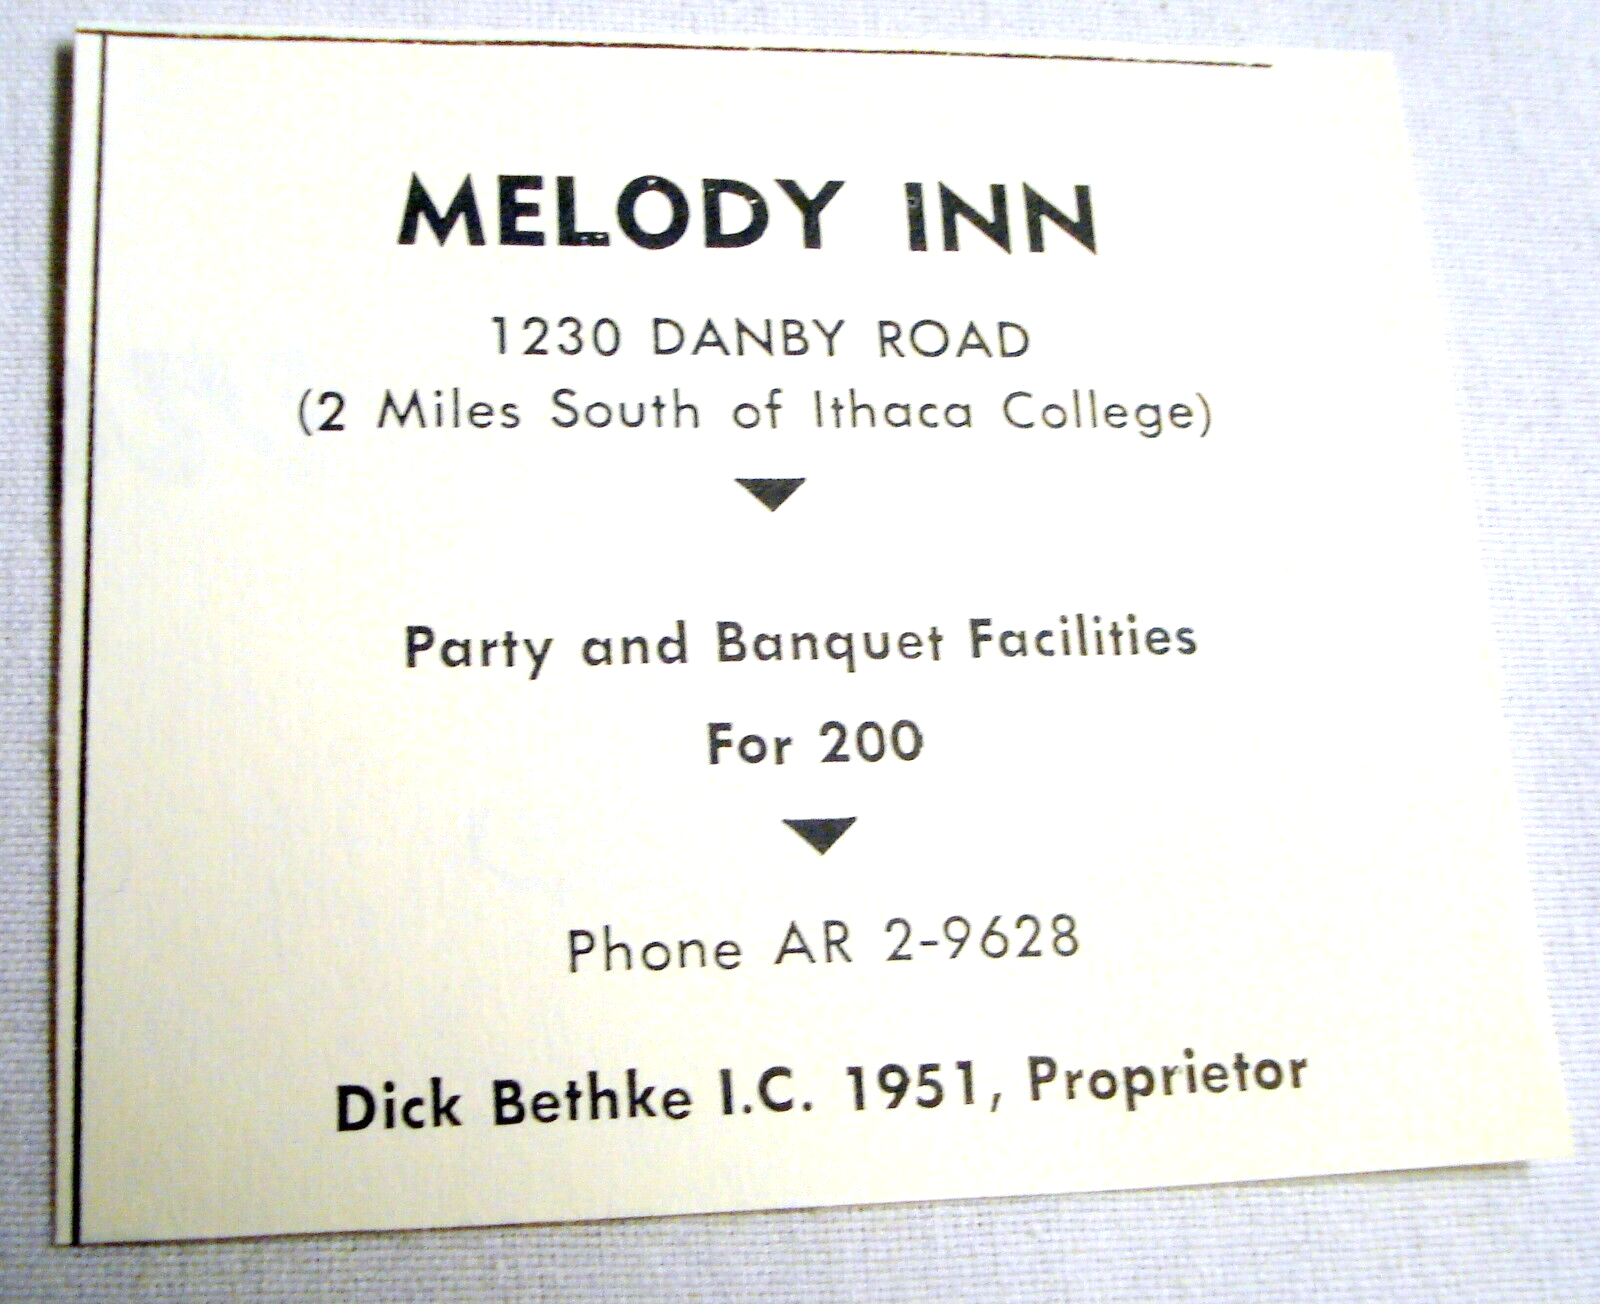 MELODY INN
1230 DANBY ROAD
(2 Miles South of Ithaca College)
Party and Banquet Facilities
For 200
Phone AR 2-9628
Dick Bethke I.C. 1951, Proprietor